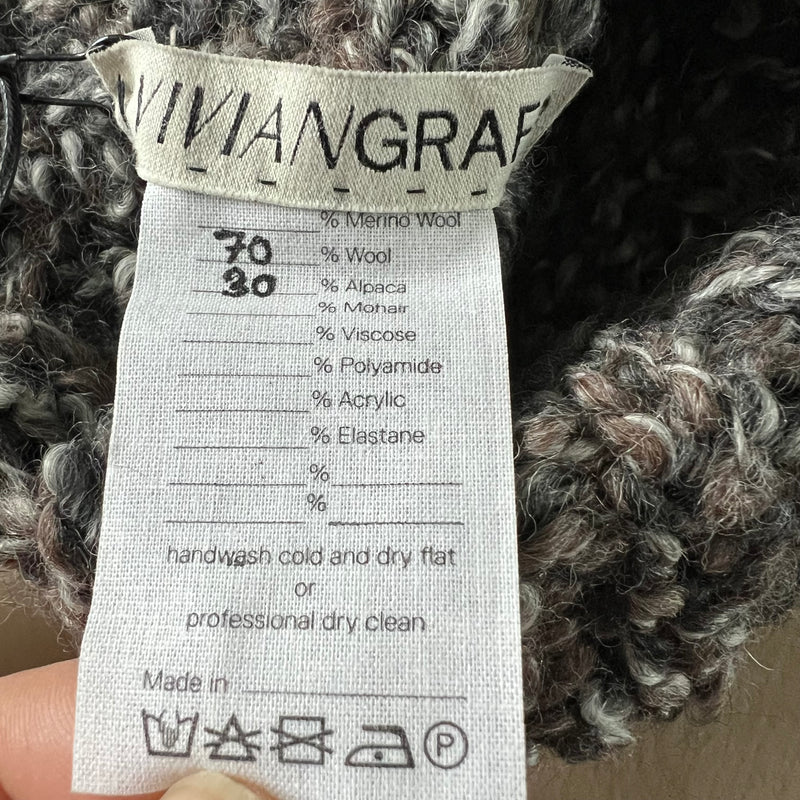 VIVIANGRAF
% Merino Wool
70 % Wool
30 % Alpaca
% Mohair
% Viscose
% Polyamide
% Acrylic
% Elastane
%
%
handwash cold and dry flat
or
professional dry clean
Made in
P